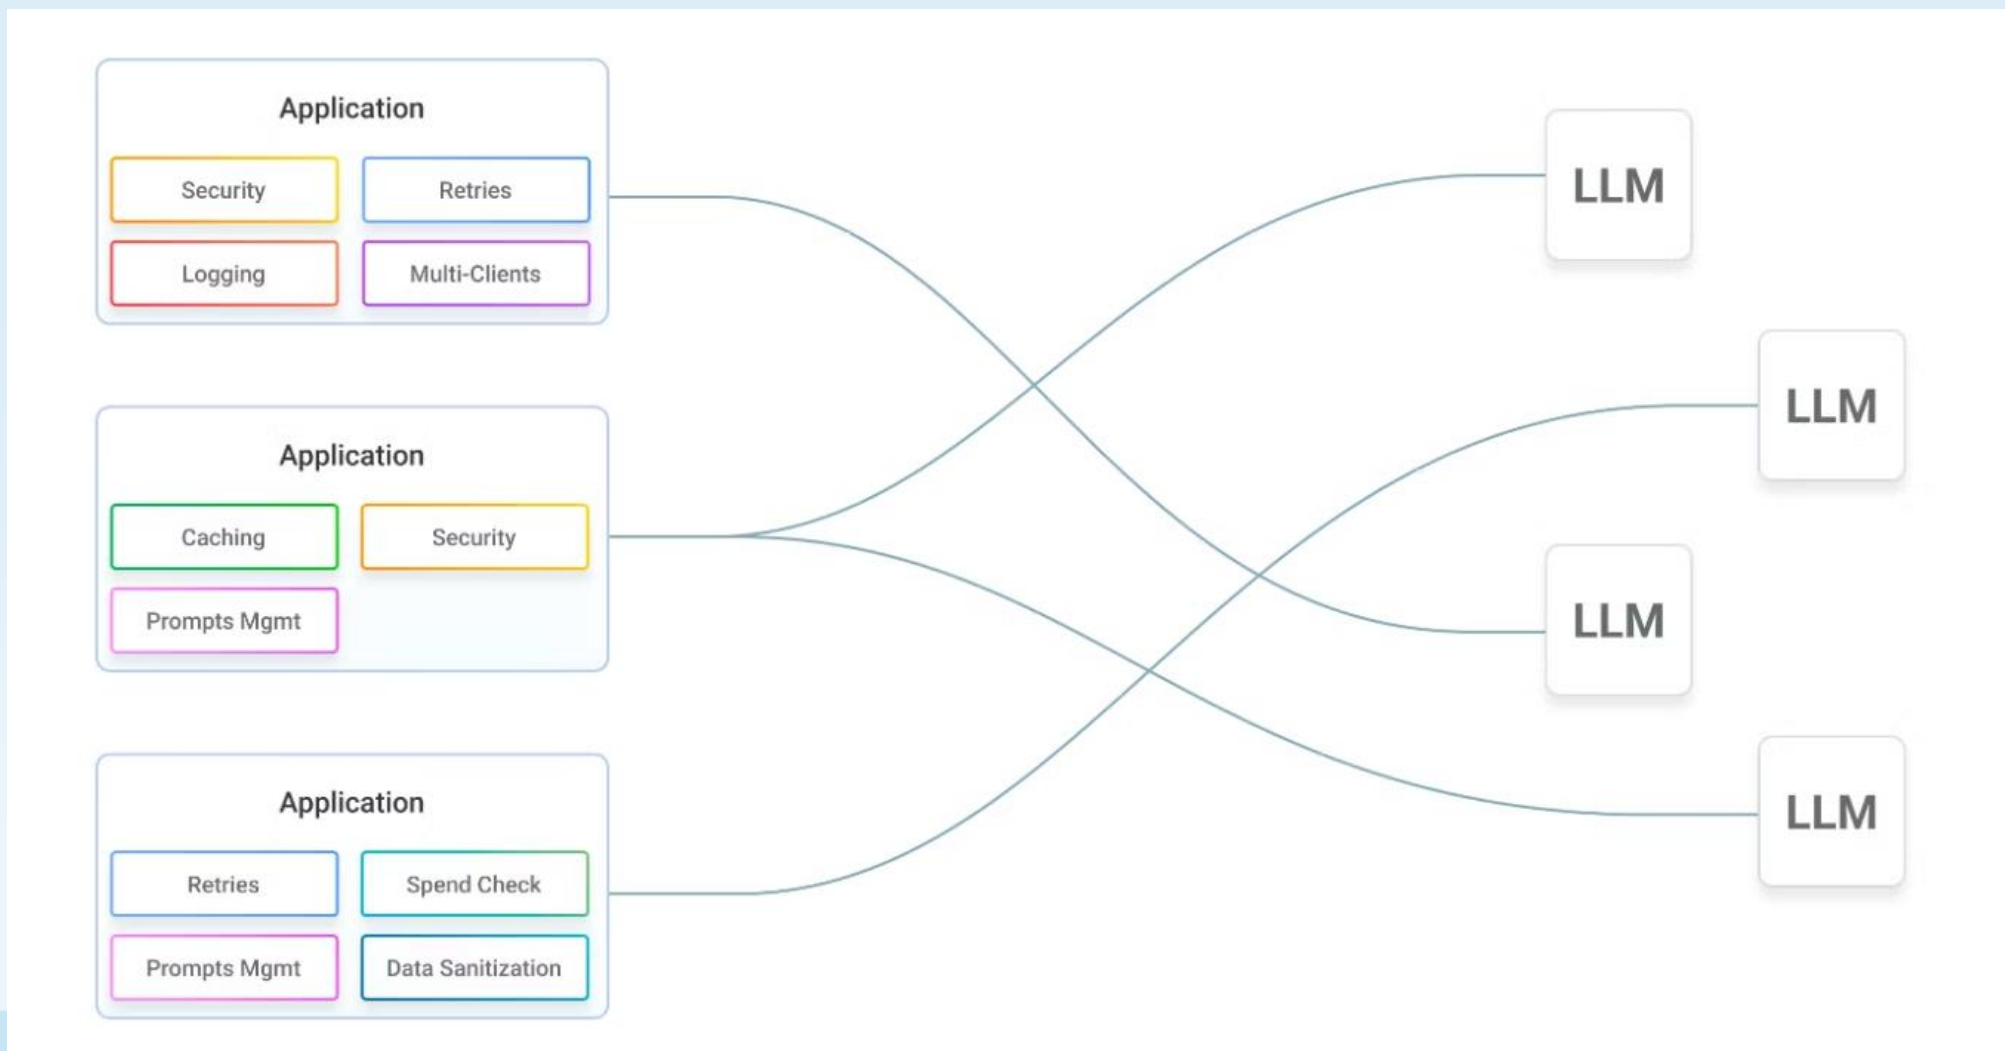 Application
Security
Retries
Logging
Multi-Clients
Application
Caching
Security
Prompts Mgmt
Application
Retries
Spend Check
Prompts Mgmt
Data Sanitization
LLM
LLM
LLM
LLM